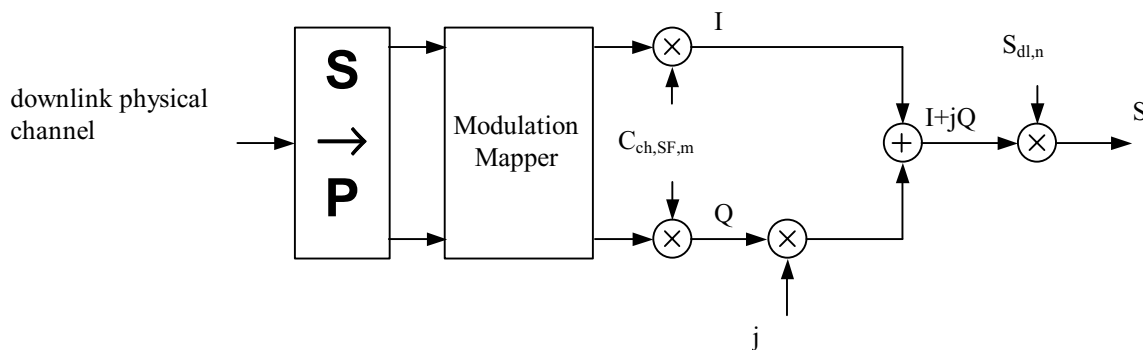 downlink physical
channel
S
→
P
Modulation
Mapper
I
C_ch,SF,m
Q
j
I+jQ
S_dl,n
S